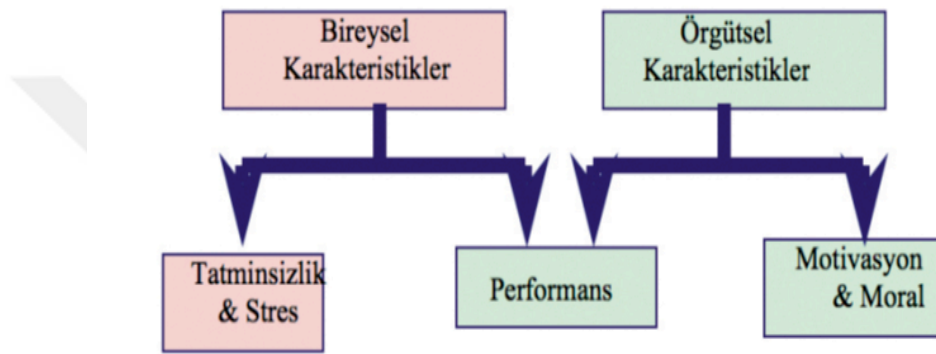 Bireysel
Karakteristikler
Örgütsel
Karakteristikler
Tatminsizlik
& Stres
Performans
Motivasyon
& Moral